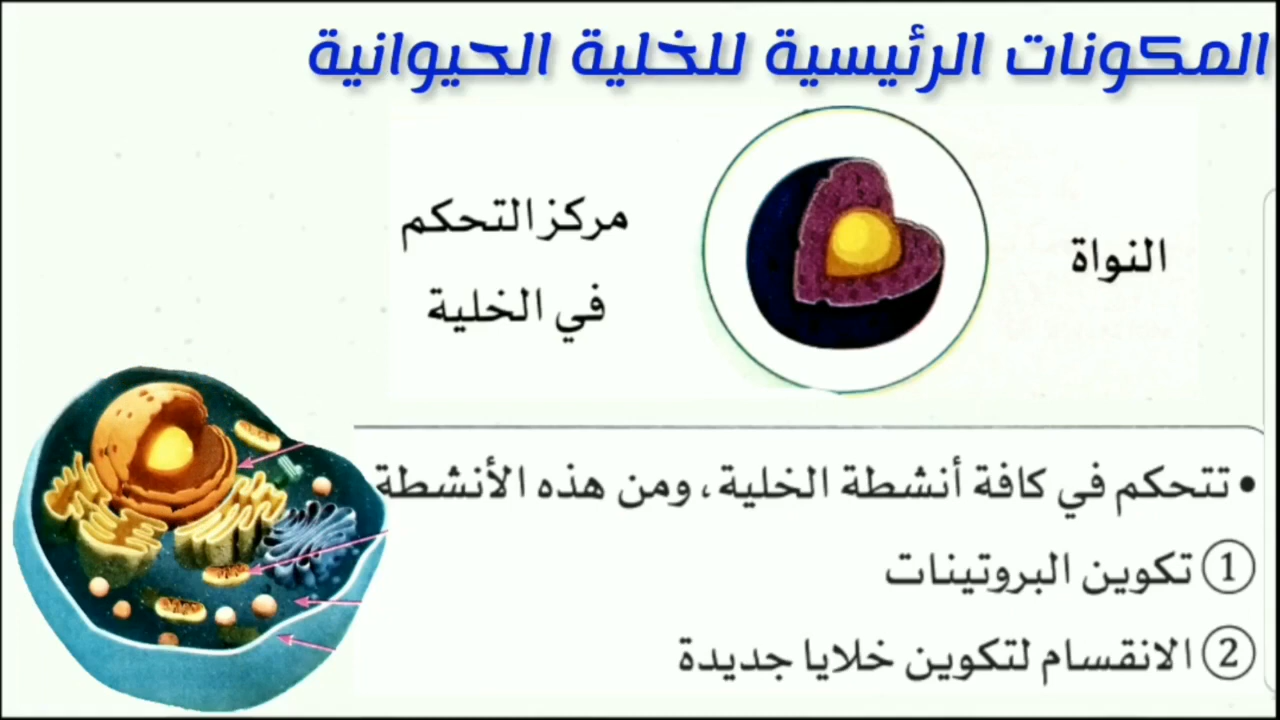 المكونات الرئيسية للخلية الحيوانية
النواة
مركز التحكم
في الخلية
• تتحكم في كافة أنشطة الخلية، ومن هذه الأنشطة
① تكوين البروتينات
② الانقسام لتكوين خلايا جديدة